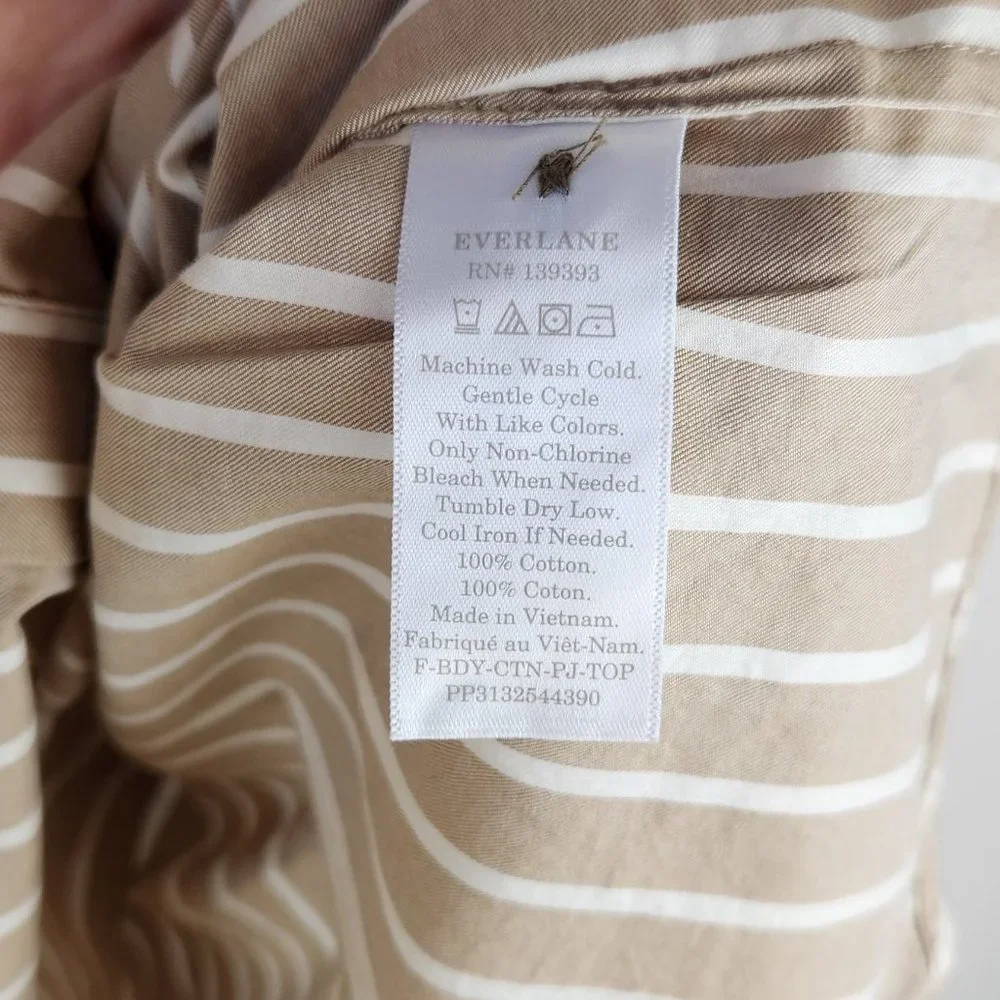 EVERLANE
RN# 139393
Machine Wash Cold.
Gentle Cycle
With Like Colors.
Only Non-Chlorine
Bleach When Needed.
Tumble Dry Low.
Cool Iron If Needed.
100% Cotton.
100% Coton.
Made in Vietnam.
Fabriqué au Viêt-Nam.
F-BDY-CTN-PJ-TOP
PP3132544390